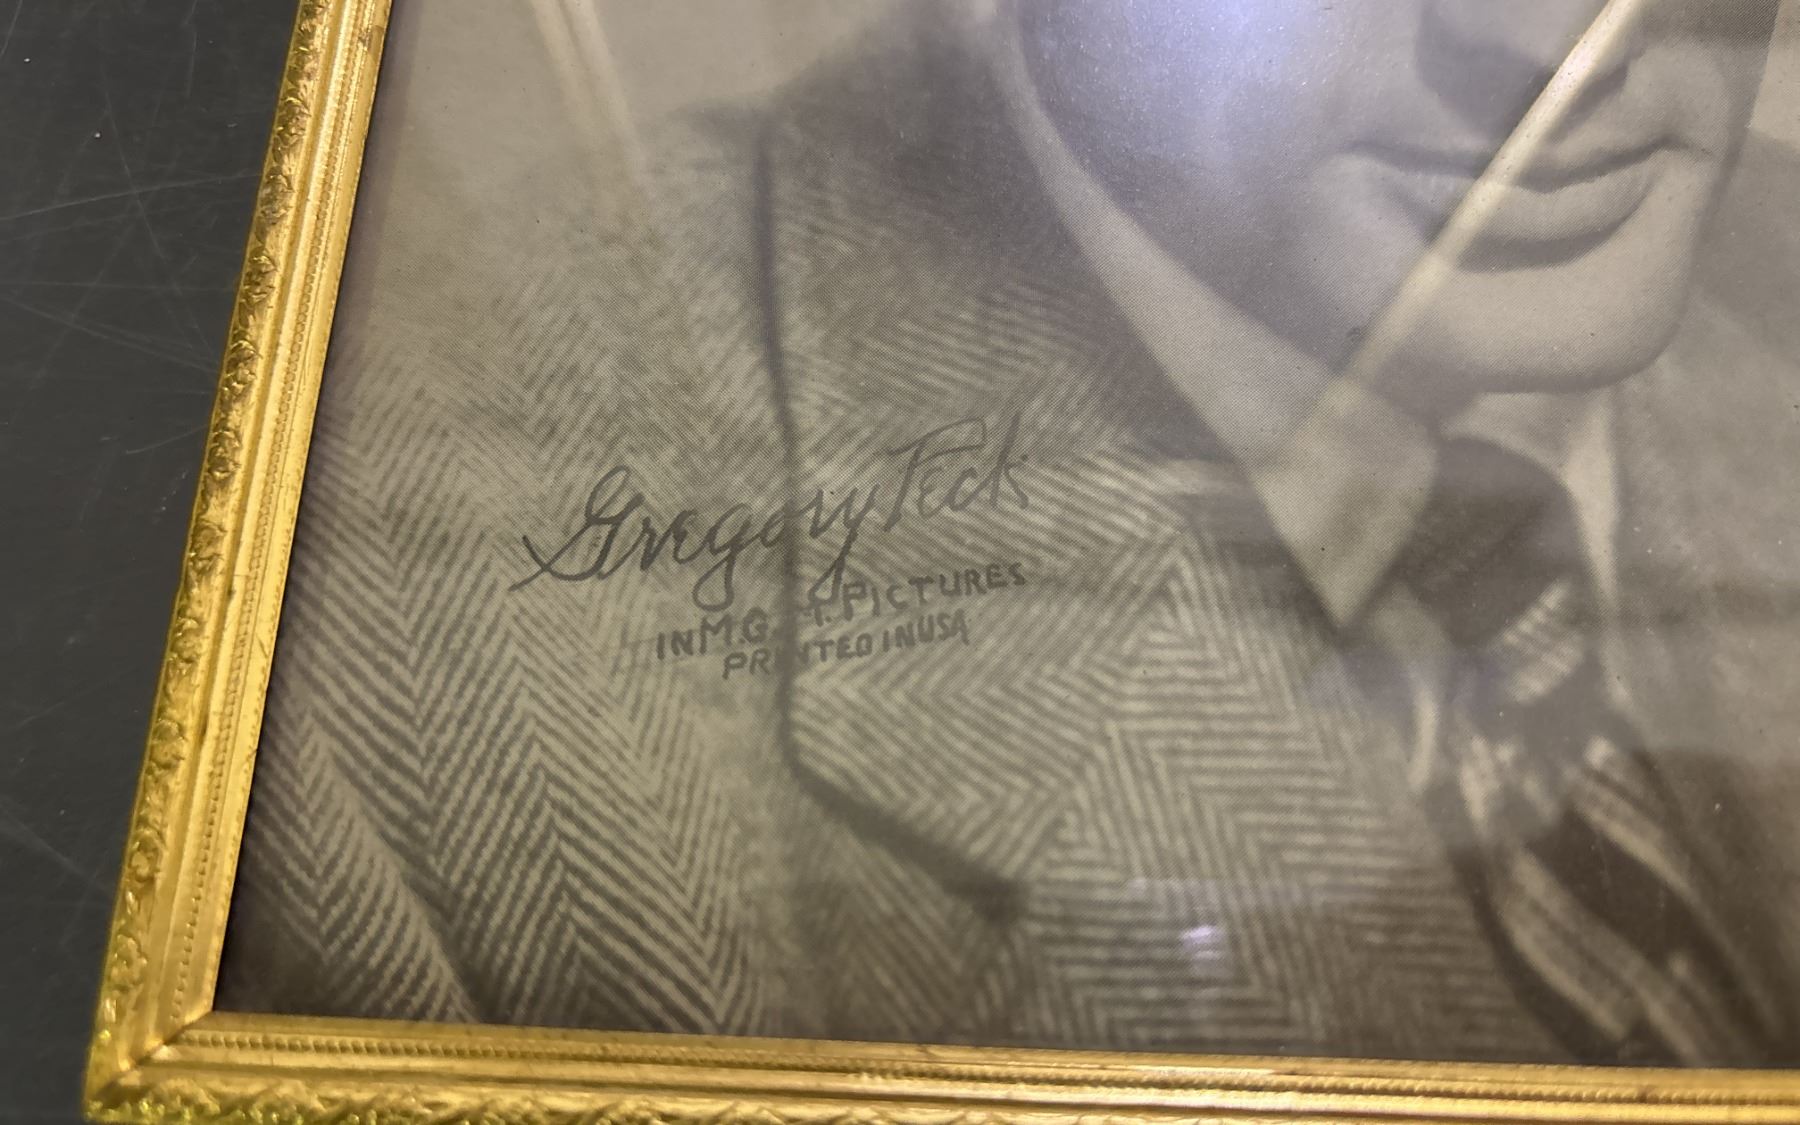 Gregory Peck
IN M.G.M. PICTURES
PRINTED IN USA